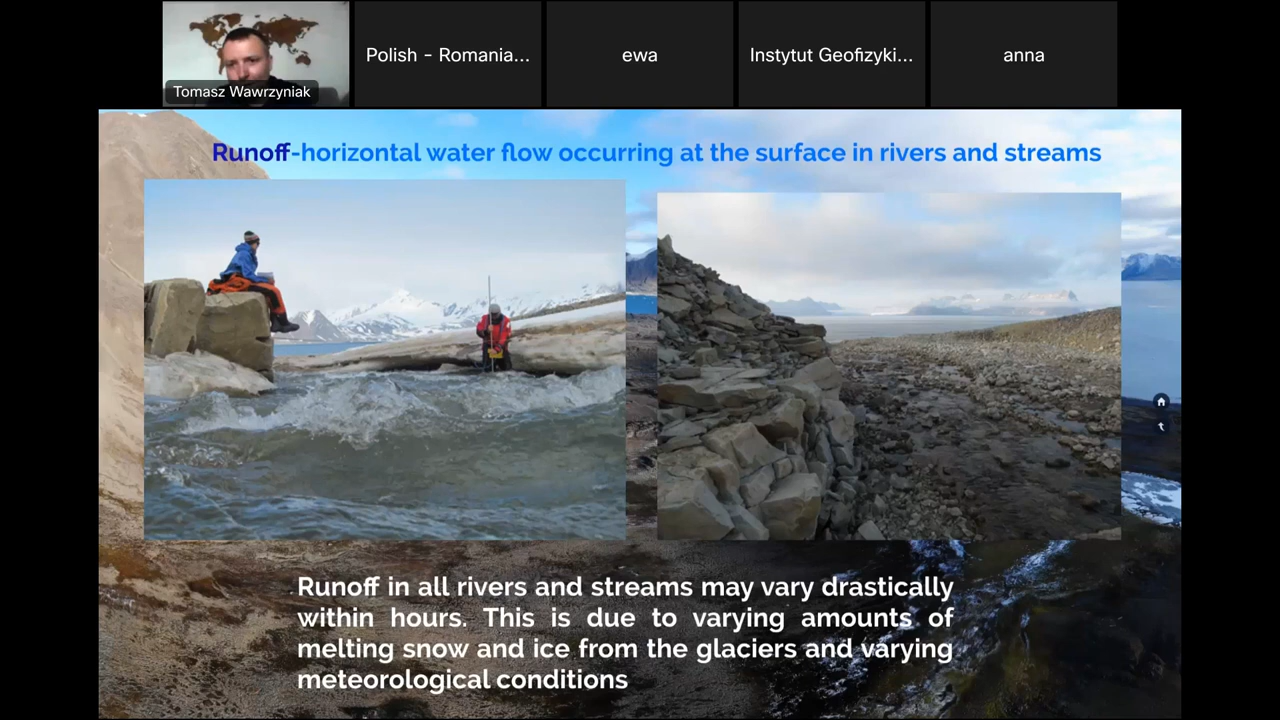 Polish - Romania...
ewa
Instytut Geofizyki...
anna
Tomasz Wawrzyniak
Runoff-horizontal water flow occurring at the surface in rivers and streams
Runoff in all rivers and streams may vary drastically
within hours. This is due to varying amounts of
melting snow and ice from the glaciers and varying
meteorological conditions